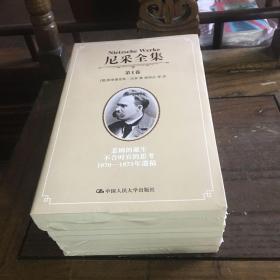 Nietzsche Werke
尼采全集
第1卷
悲剧的诞生
不合时宜的思考
1870—1873年遗稿
中国人民大学出版社